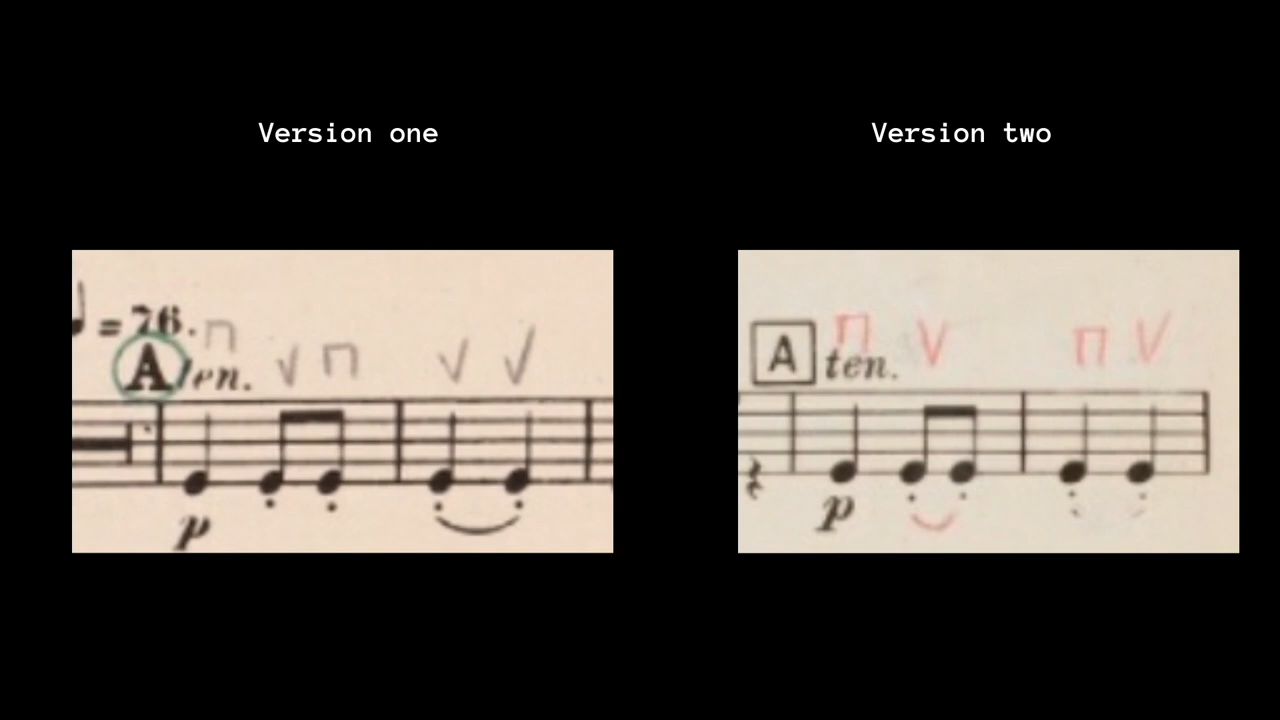 Version one
Version two
= 76.
A ten.
p
A ten.
p